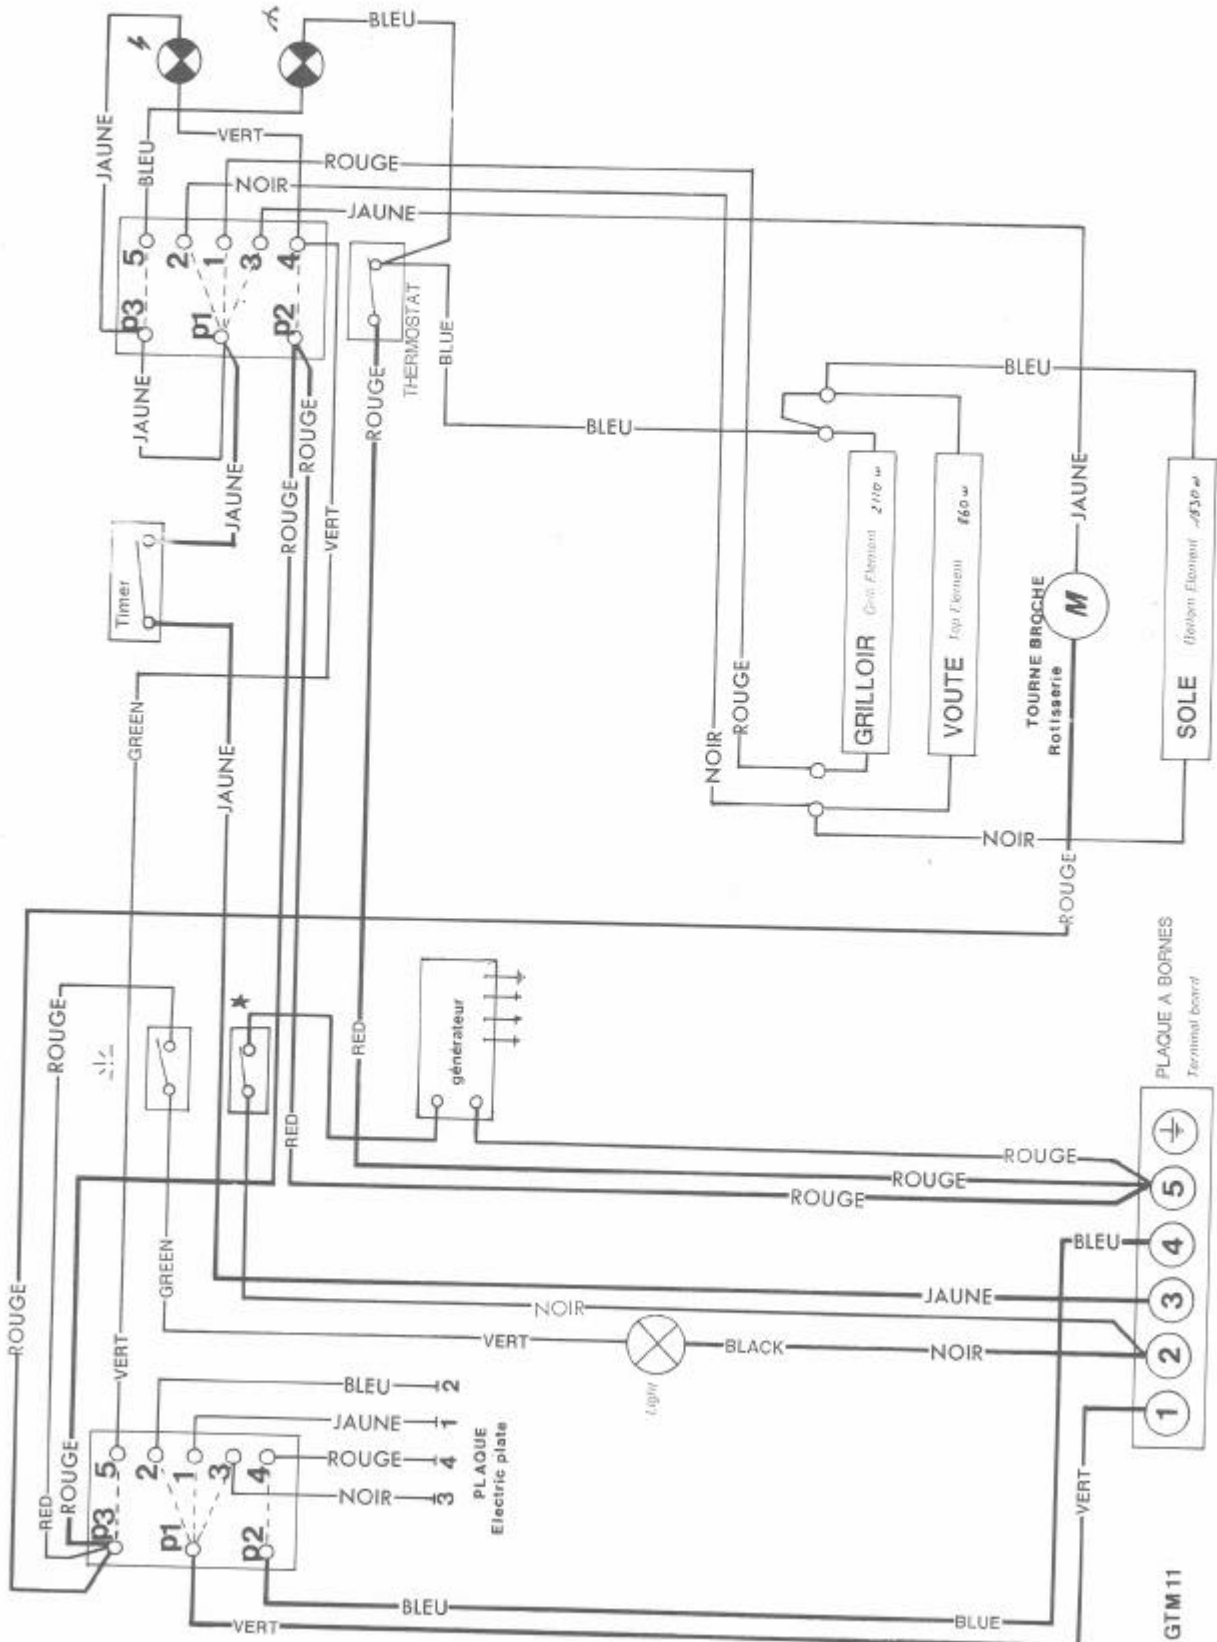 BLEU
JAUNE
BLEU
VERT
ROUGE
NOIR
JAUNE
5
2
1
3
4
p3
p1
p2
THERMOSTAT
BLUE
JAUNE
JAUNE
ROUGE
ROUGE
VERT
ROUGE
BLEU
BLEU
JAUNE
Timer
GREEN
JAUNE
NOIR
ROUGE
GRILLOIR Grill Element 2110 w
VOUTE Top Element 860 w
TOURNE BROCHE
Rotisserie
M
SOLE Bottom Element 1830 w
NOIR
ROUGE
ROUGE
★
RED
générateur
RED
ROUGE
ROUGE
ROUGE
PLAQUE A BORNES
Terminal board
5
4
3
2
1
BLEU
JAUNE
NOIR
GREEN
VERT
Light
BLACK
NOIR
ROUGE
VERT
BLEU 2
JAUNE 1
ROUGE 4
NOIR 3
PLAQUE
Electric plate
RED
ROUGE
5
2
1
3
4
p3
p1
p2
BLEU
BLUE
VERT
VERT
GTM 11